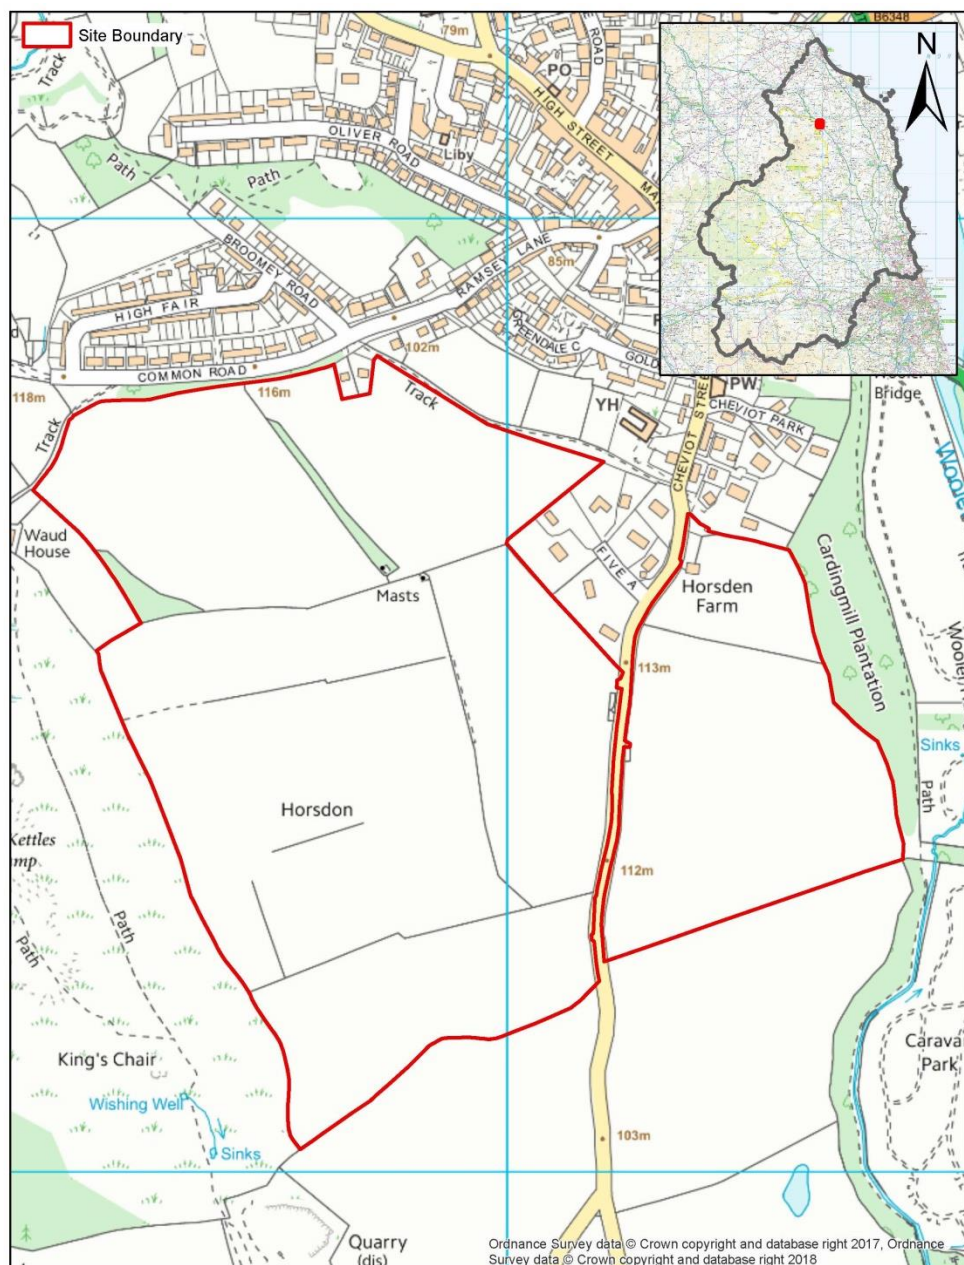 Site Boundary
B6348
N
79m
Track
PO
ROAD
HIGH STREET
OLIVER ROAD
Liby
Path
Path
BROOMEY ROAD
RAMSEY LANE
85m
HIGH FAIR
102m
COMMON ROAD
116m
118m
Track
Track
YH
PW
CHEVIOT STREE
CHEVIOT PARK
Bridge
Waud
House
Masts
FIVE A
Horsden
Farm
Cardingmill Plantation
113m
Sinks
Path
Horsdon
112m
Kettles
mp
Path
Path
King's Chair
Wishing Well
Sinks
Carava
Park
103m
Quarry
(dis)
Ordnance Survey data © Crown copyright and database right 2017, Ordnance
Survey data © Crown copyright and database right 2018